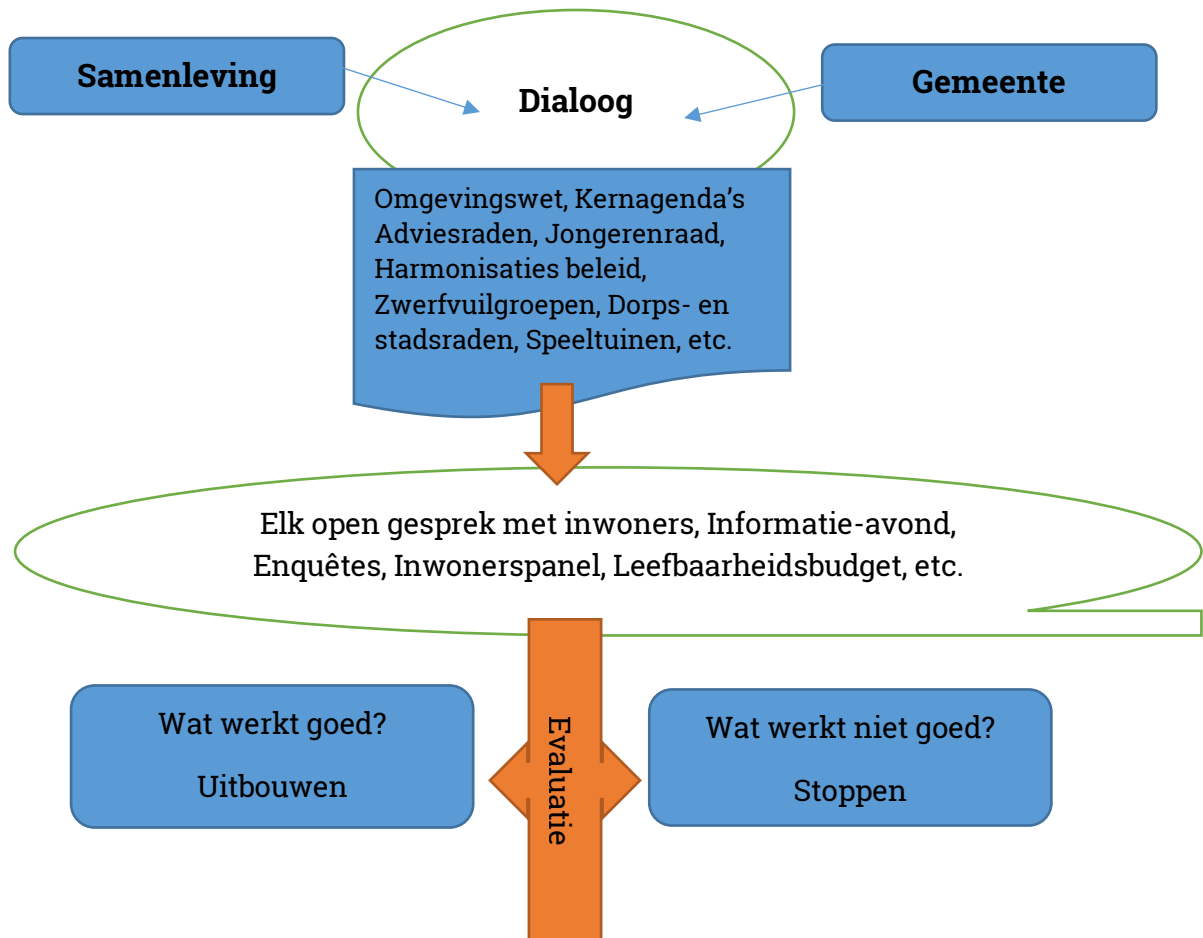 Samenleving
Dialoog
Gemeente
Omgevingswet, Kernagenda's
Adviesraden, Jongerenraad,
Harmonisaties beleid,
Zwerfvuilgroepen, Dorps- en
stadsraden, Speeltuinen, etc.
Elk open gesprek met inwoners, Informatie-avond,
Enquêtes, Inwonerspanel, Leefbaarheidsbudget, etc.
Wat werkt goed?
Uitbouwen
Evaluatie
Wat werkt niet goed?
Stoppen